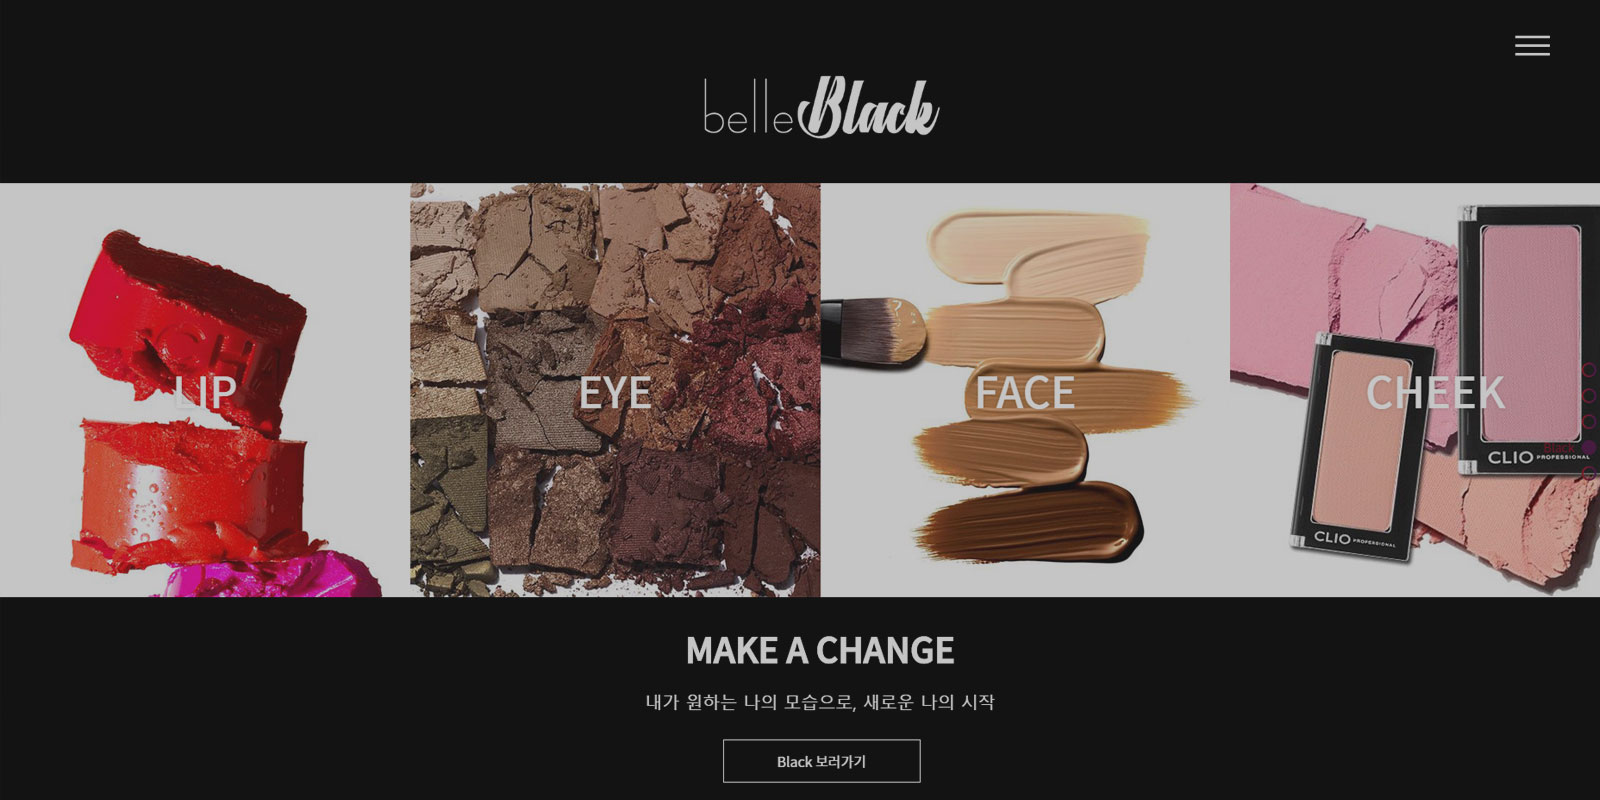 belleBlack
LIP
EYE
FACE
CHEEK
Black
CLIO PROFESSIONAL
CLIO PROFESSIONAL
MAKE A CHANGE
내가 원하는 나의 모습으로, 새로운 나의 시작
Black 보러가기